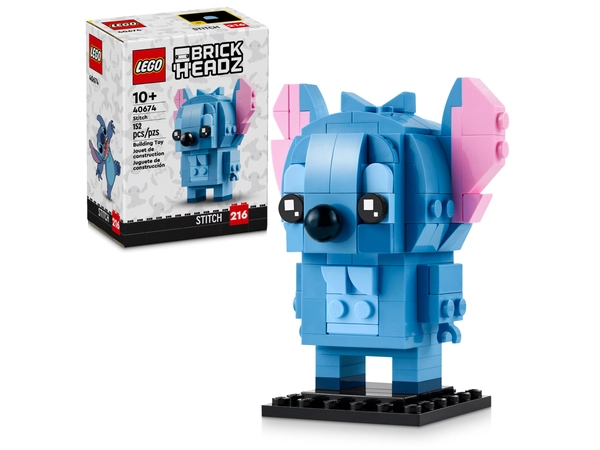 LEGO
BRICK
HEADZ
40674
10+
40674
Stitch
152
pcs/pzs
Building Toy
Jouet de
construction
Juguete de
construcción
STITCH 216